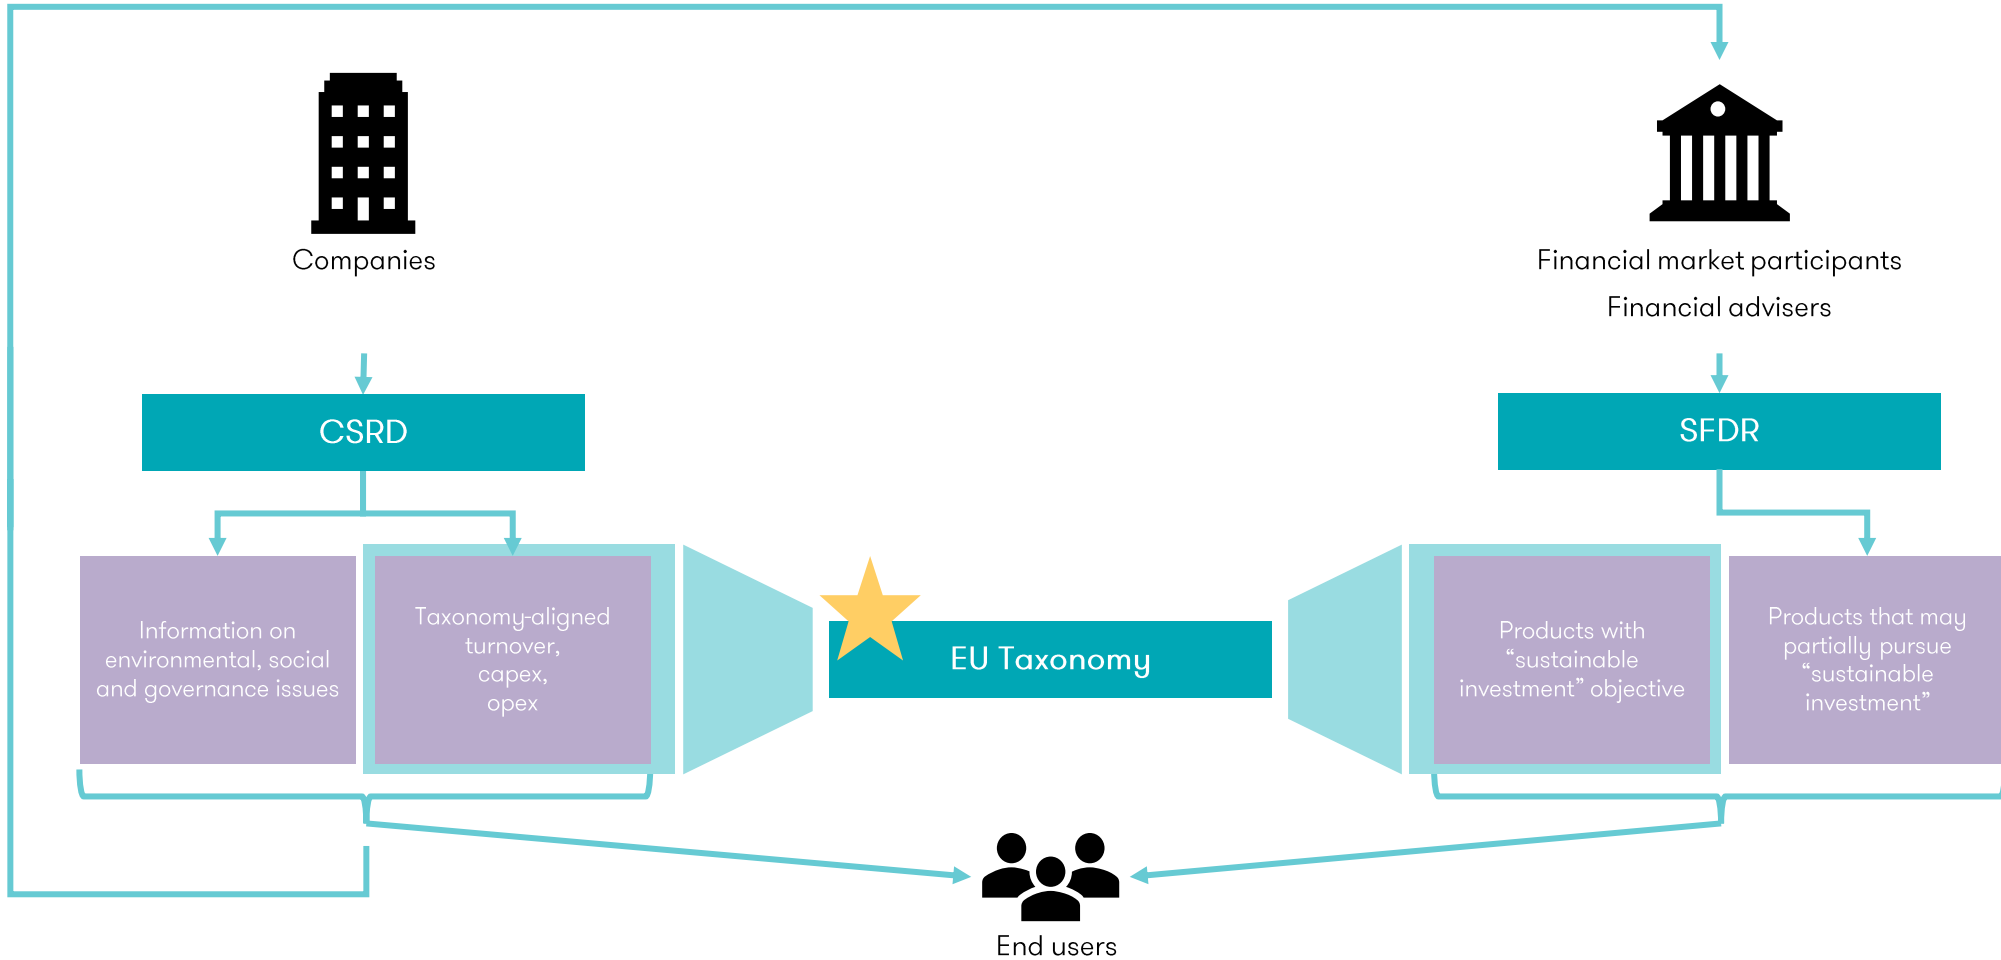 Companies
Financial market participants
Financial advisers
CSRD
SFDR
Information on
environmental, social
and governance issues
Taxonomy-aligned
turnover,
capex,
opex
EU Taxonomy
Products with
“sustainable
investment” objective
Products that may
partially pursue
“sustainable
investment”
End users